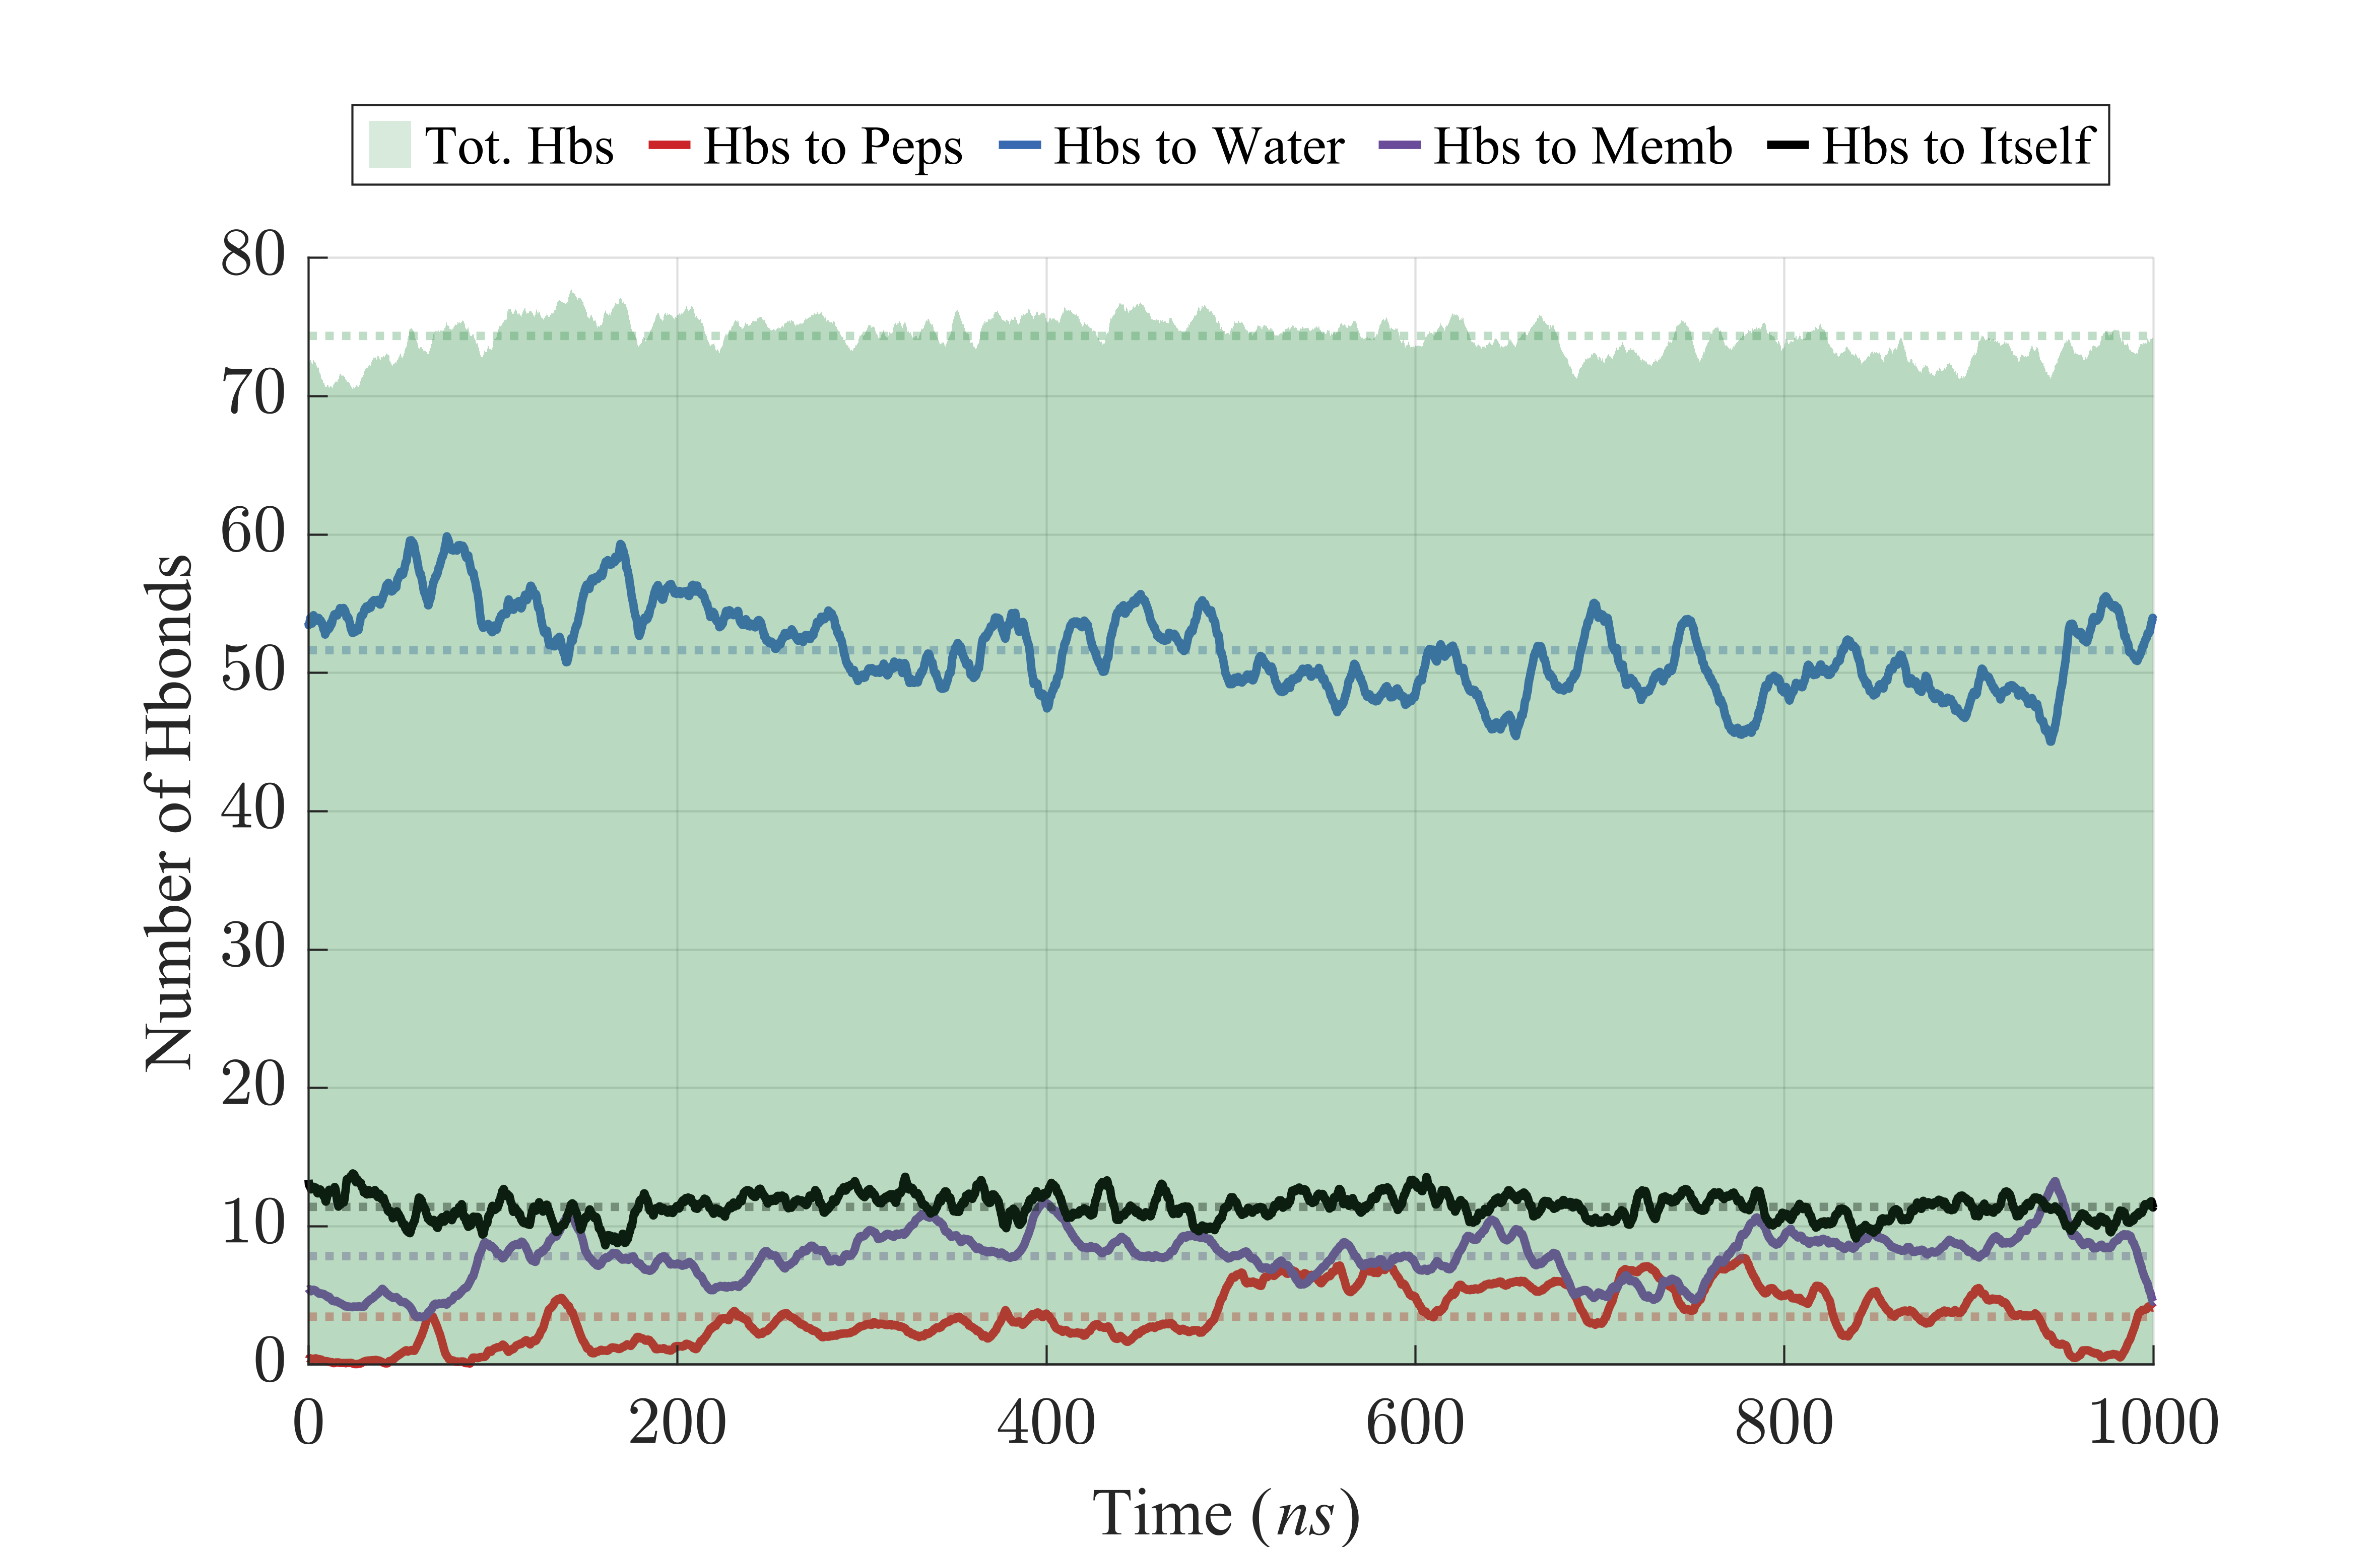 Tot. Hbs Hbs to Peps Hbs to Water Hbs to Memb Hbs to Itself
80
70
60
50
40
30
20
10
0
Number of Hbonds
0 200 400 600 800 1000
Time (ns)